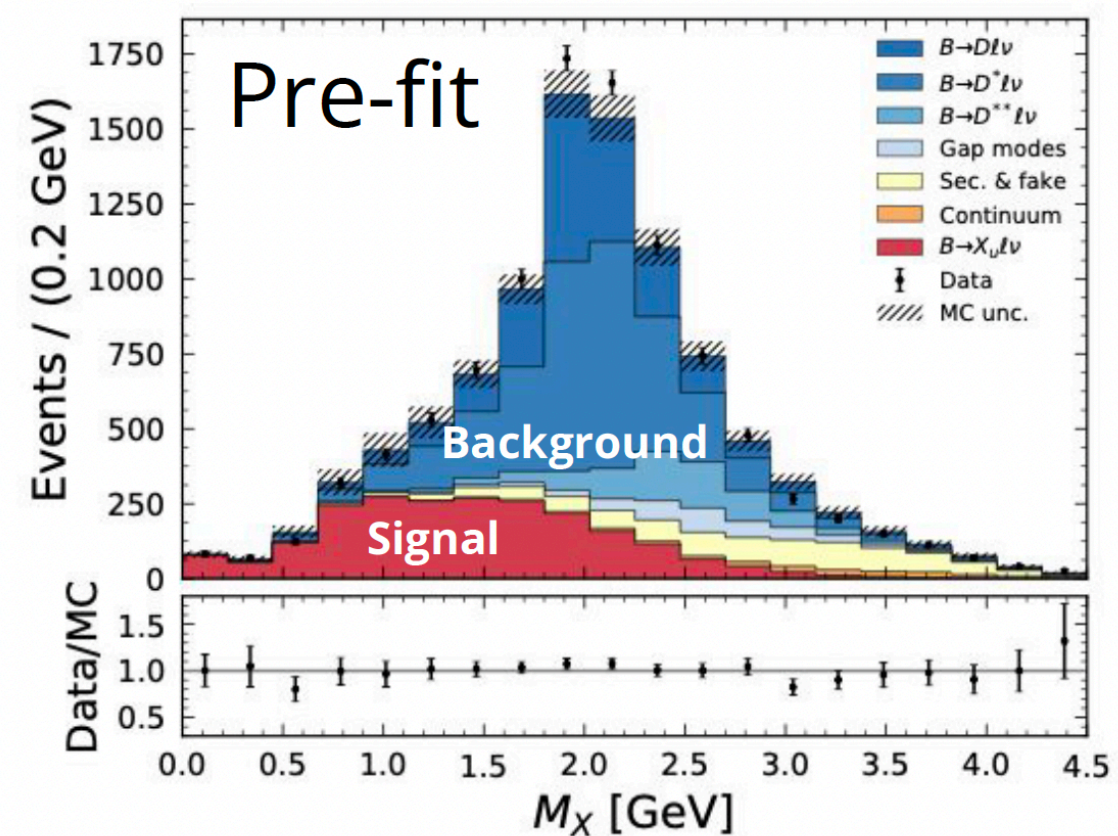 Pre-fit
Events / (0.2 GeV)
1750
1500
1250
1000
750
500
250
0
B→Dℓν
B→D*ℓν
B→D**ℓν
Gap modes
Sec. & fake
Continuum
B→Xᵤℓν
Data
MC unc.
Background
Signal
Data/MC
1.5
1.0
0.5
0.0 0.5 1.0 1.5 2.0 2.5 3.0 3.5 4.0 4.5
M_X [GeV]